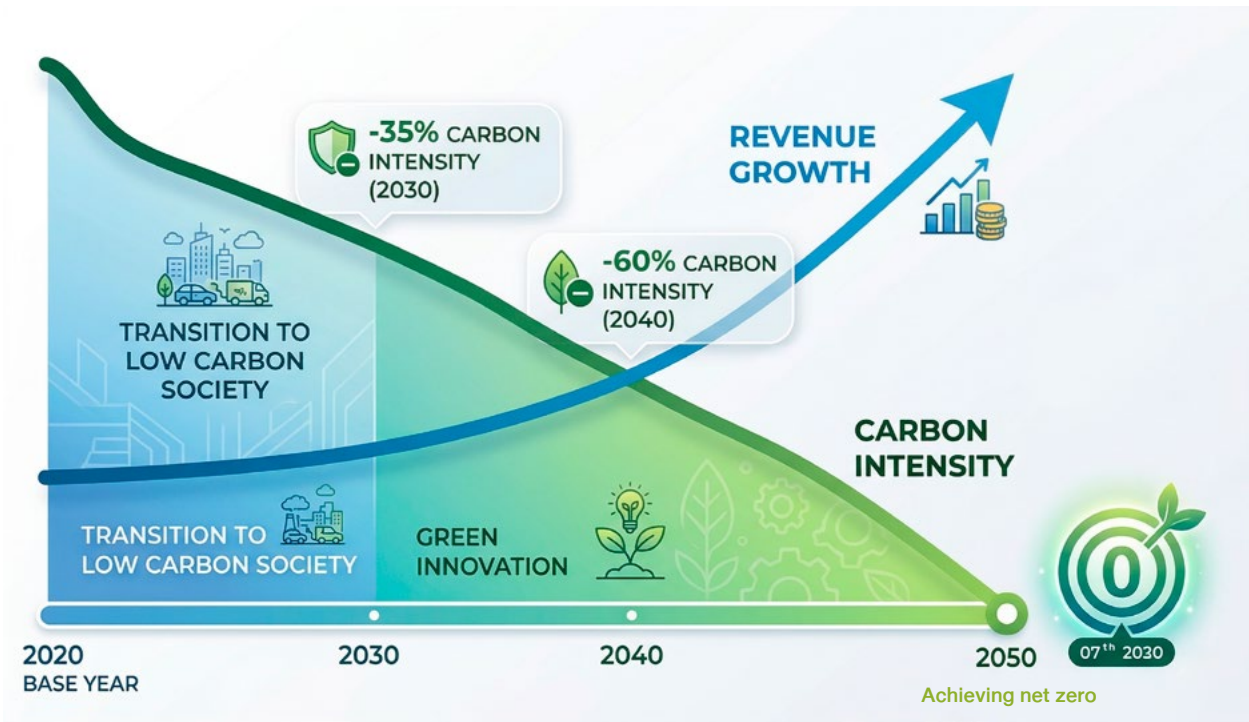 -35% CARBON
INTENSITY
(2030)
REVENUE
GROWTH
-60% CARBON
INTENSITY
(2040)
TRANSITION TO
LOW CARBON
SOCIETY
CARBON
INTENSITY
TRANSITION TO
LOW CARBON SOCIETY
GREEN
INNOVATION
0
07th 2030
2020
BASE YEAR
2030
2040
2050
Achieving net zero